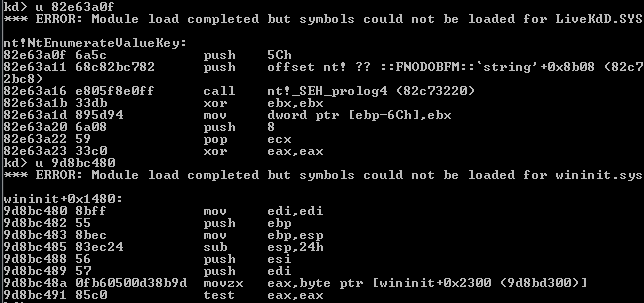 kd> u 82e63a0f
*** ERROR: Module load completed but symbols could not be loaded for LiveKdD.SYS
nt!NtEnumerateValueKey:
82e63a0f 6a5c push 5Ch
82e63a11 68c82bc782 push offset nt! ?? ::FNODOBFM::`string'+0x8b08 (82c7
2bc8)
82e63a16 e805f8e0ff call nt!_SEH_prolog4 (82c73220)
82e63a1b 33db xor ebx,ebx
82e63a1d 895d94 mov dword ptr [ebp-6Ch],ebx
82e63a20 6a08 push 8
82e63a22 59 pop ecx
82e63a23 33c0 xor eax,eax
kd> u 9d8bc480
*** ERROR: Module load completed but symbols could not be loaded for wininit.sys
wininit+0x1480:
9d8bc480 8bff mov edi,edi
9d8bc482 55 push ebp
9d8bc483 8bec mov ebp,esp
9d8bc485 83ec24 sub esp,24h
9d8bc488 56 push esi
9d8bc489 57 push edi
9d8bc48a 0fb60500d38b9d movzx eax,byte ptr [wininit+0x2300 (9d8bd300)]
9d8bc491 85c0 test eax,eax